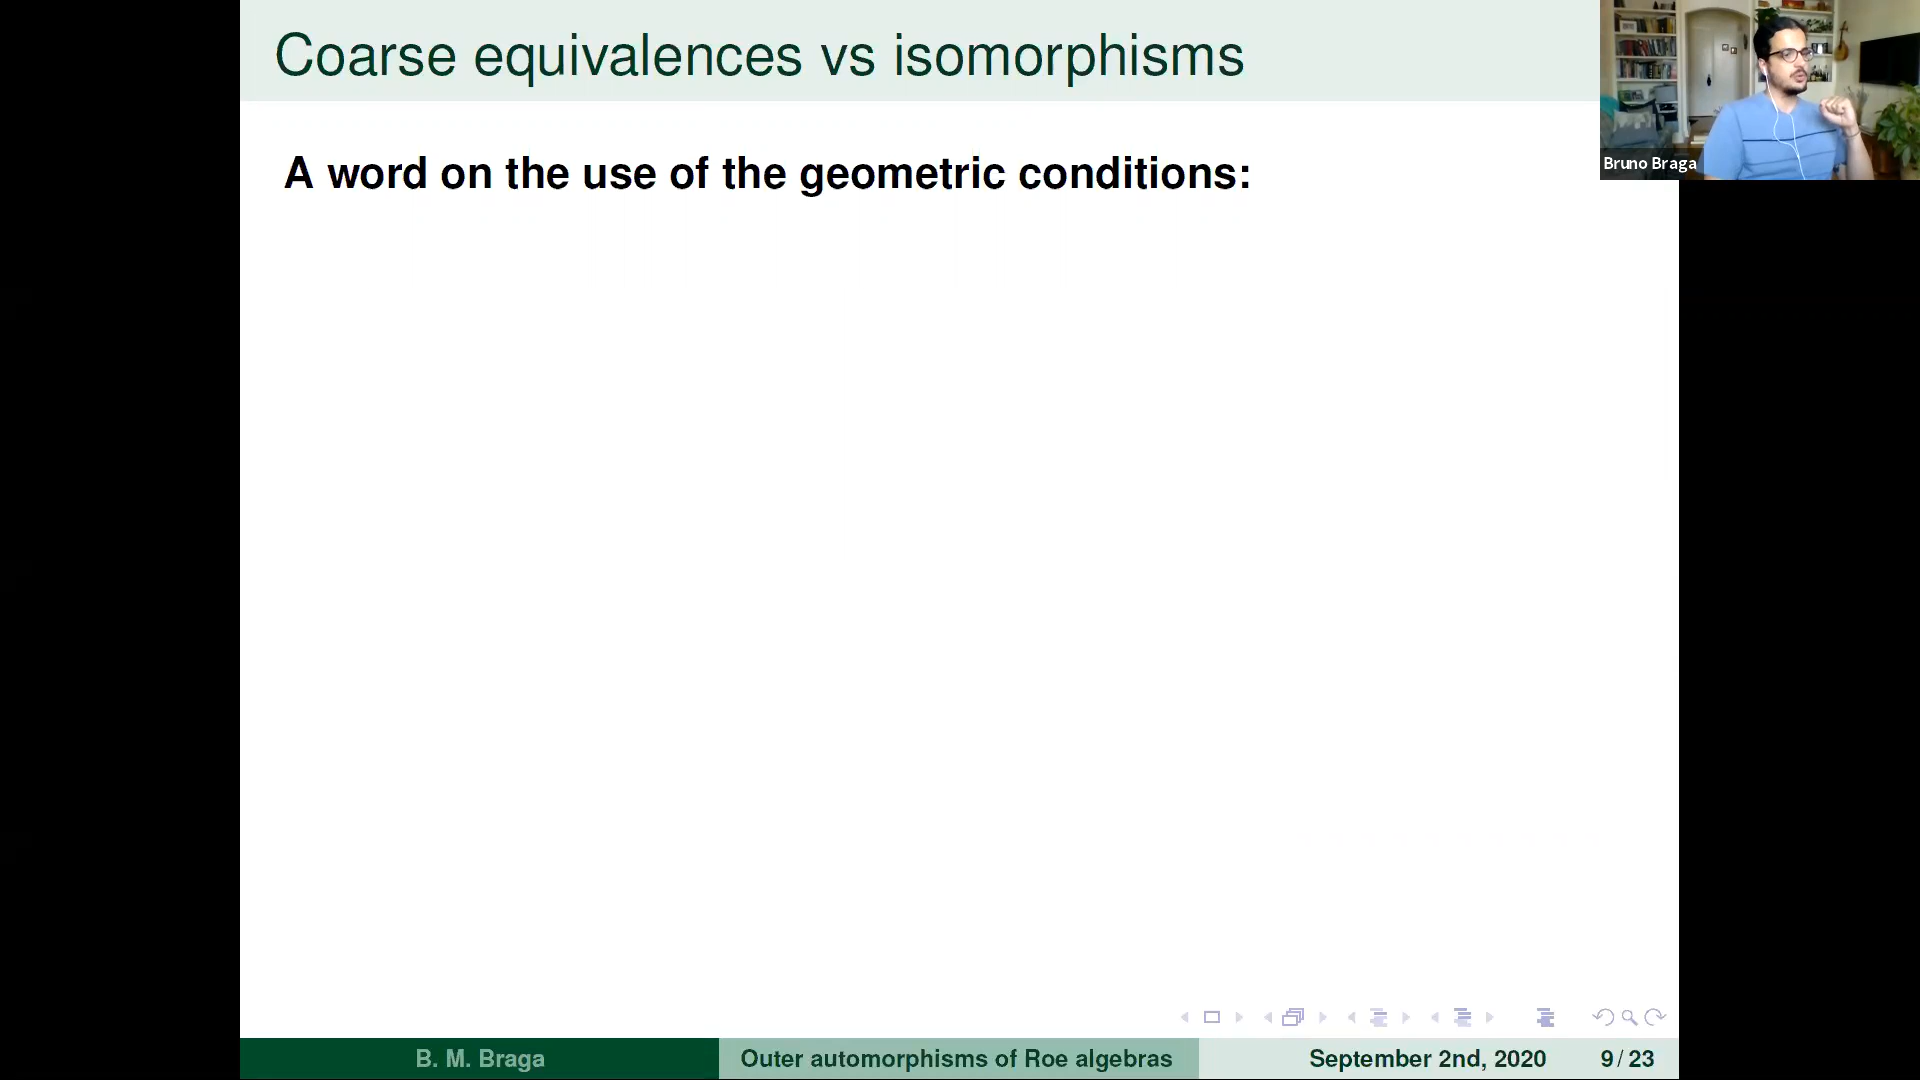 Coarse equivalences vs isomorphisms
Bruno Braga
A word on the use of the geometric conditions:
B. M. Braga
Outer automorphisms of Roe algebras
September 2nd, 2020
9 / 23